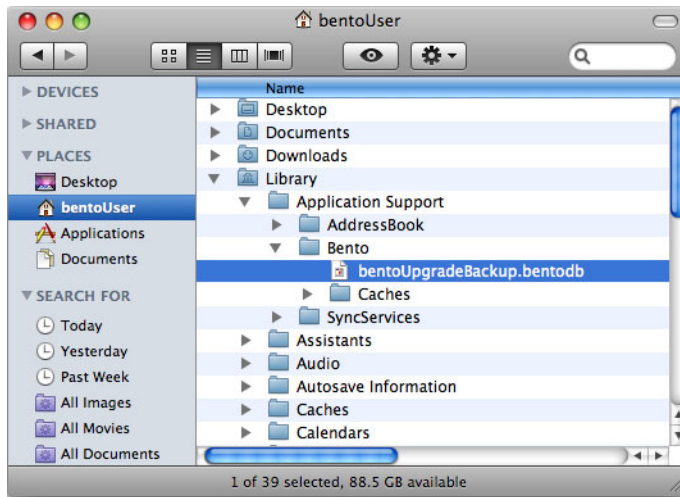 bentoUser
Name
DEVICES
SHARED
PLACES
Desktop
bentoUser
Applications
Documents
SEARCH FOR
Today
Yesterday
Past Week
All Images
All Movies
All Documents
Desktop
Documents
Downloads
Library
Application Support
AddressBook
Bento
bentoUpgradeBackup.bentodb
Caches
SyncServices
Assistants
Audio
Autosave Information
Caches
Calendars
1 of 39 selected, 88.5 GB available